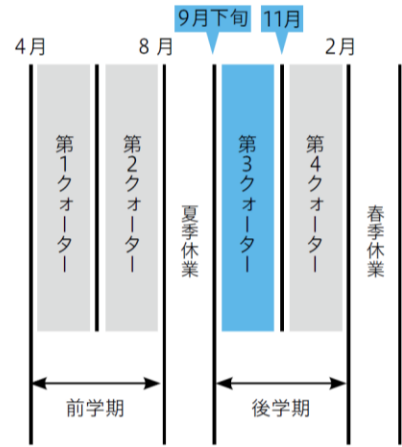 9月下旬
11月
4月
8月
2月
第1クォーター
第2クォーター
夏季休業
第3クォーター
第4クォーター
春季休業
前学期
後学期